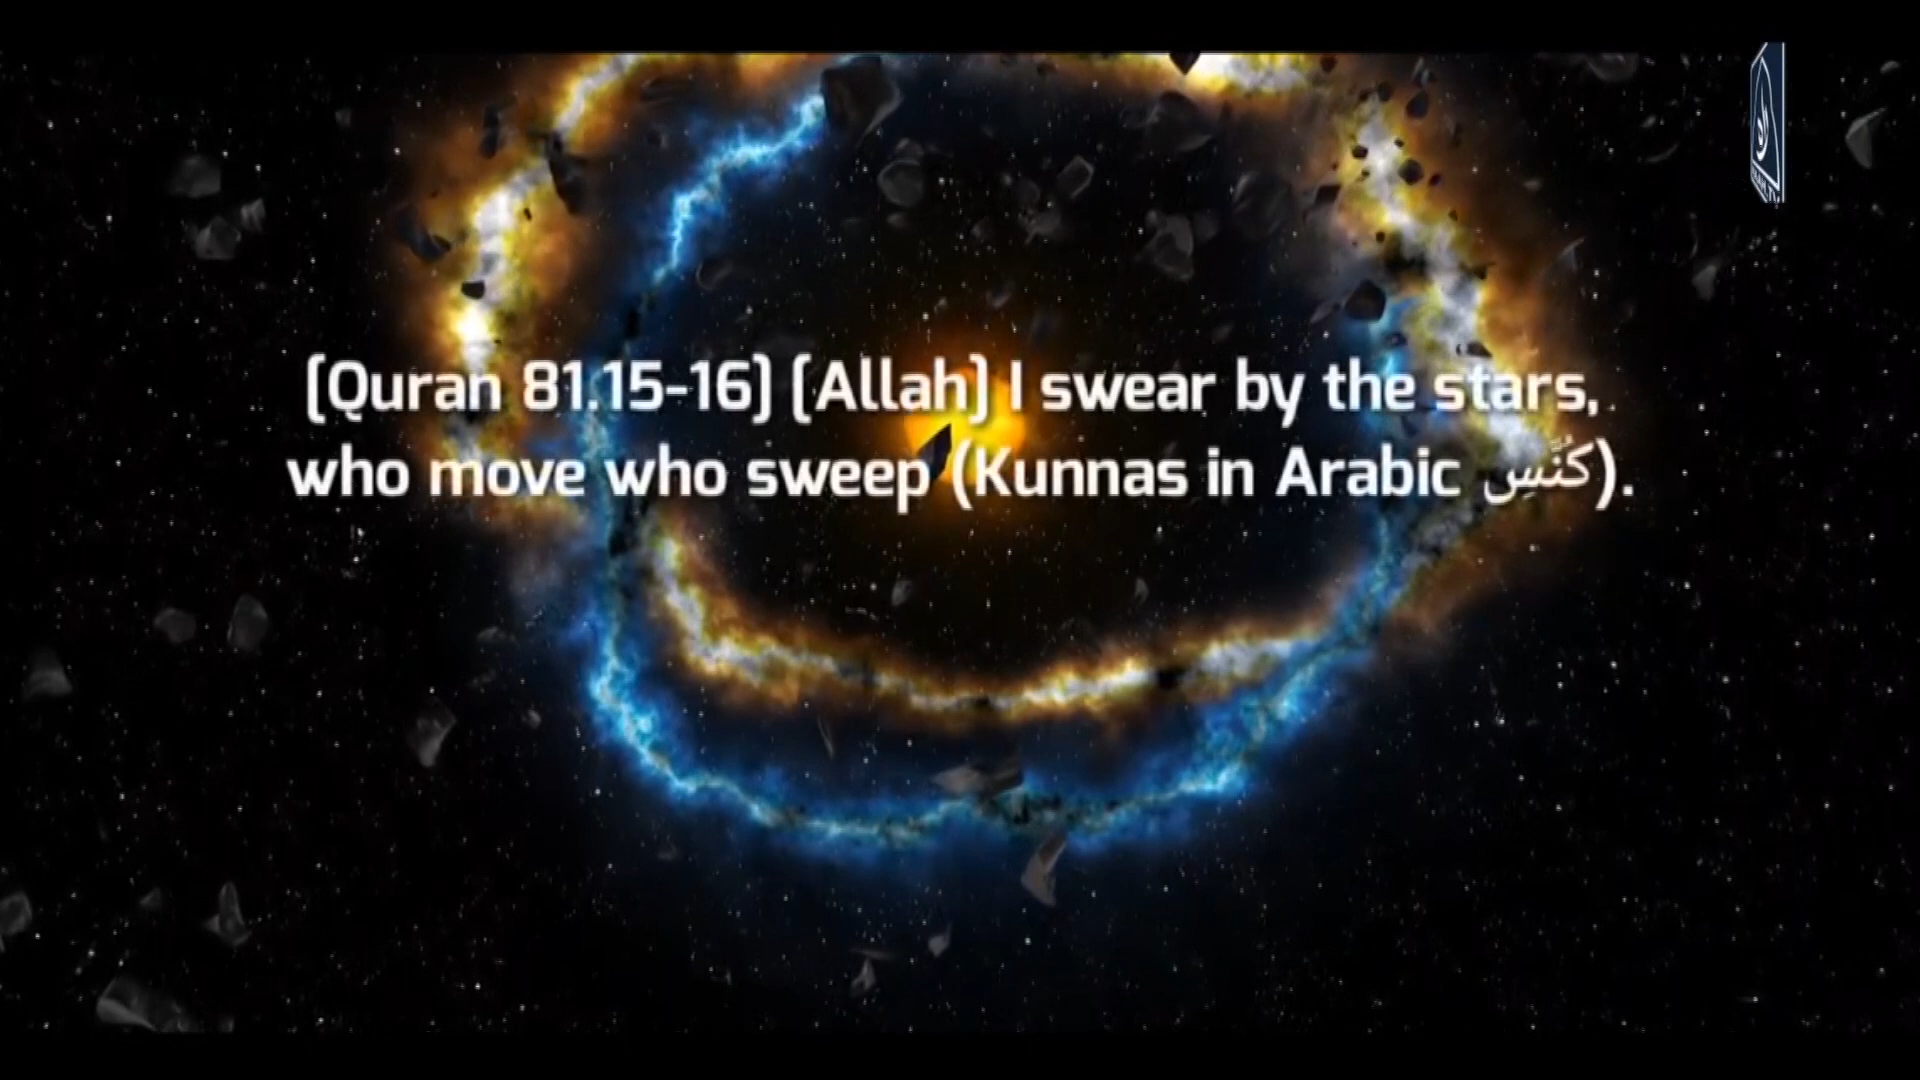 (Quran 81.15-16) (Allah) I swear by the stars,
who move who sweep (Kunnas in Arabic كُنَّسِ).